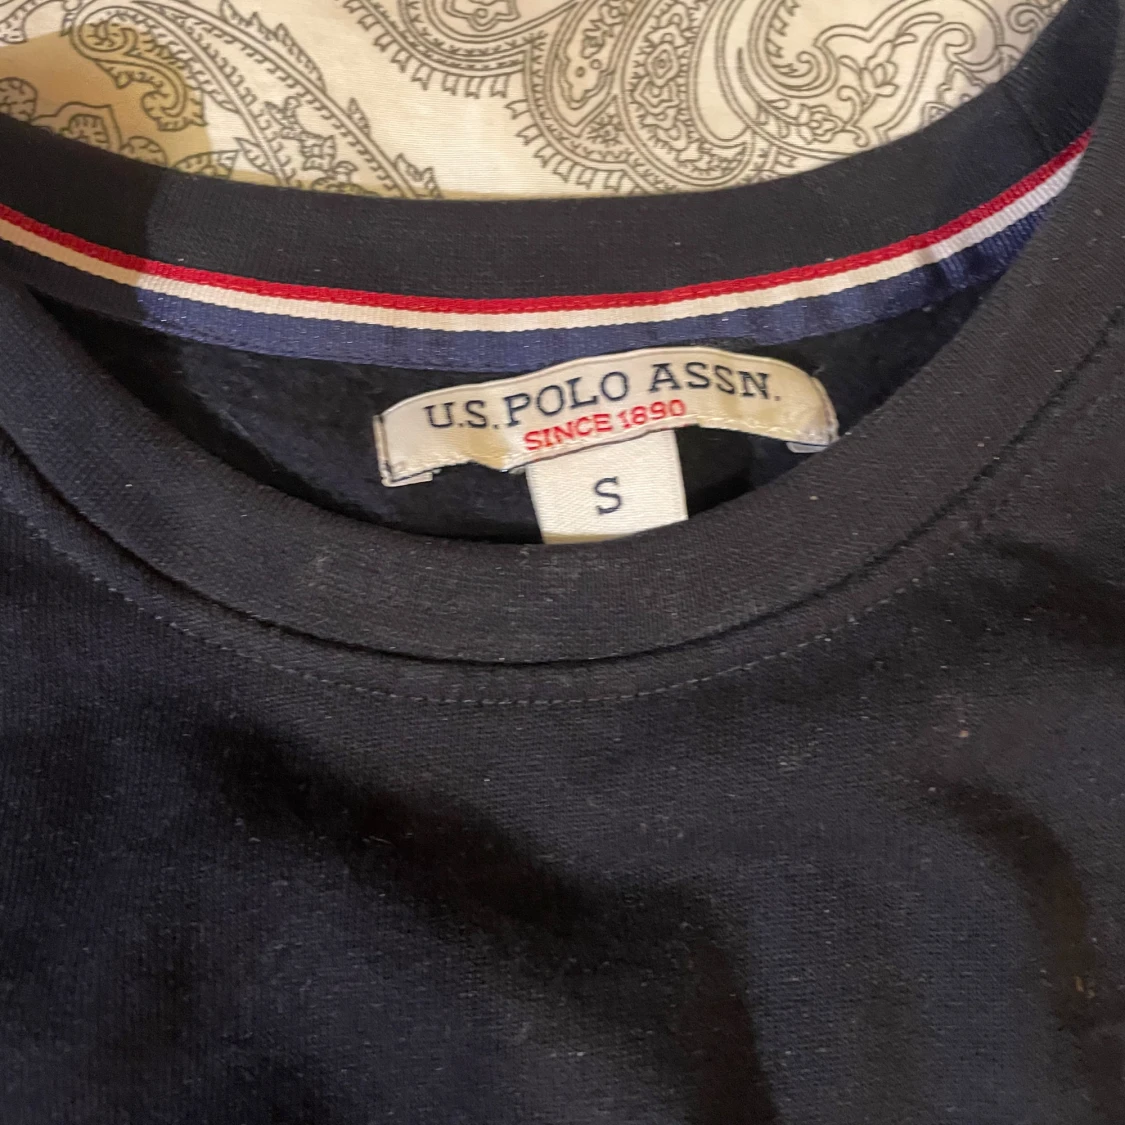 U.S. POLO ASSN.
SINCE 1890
S